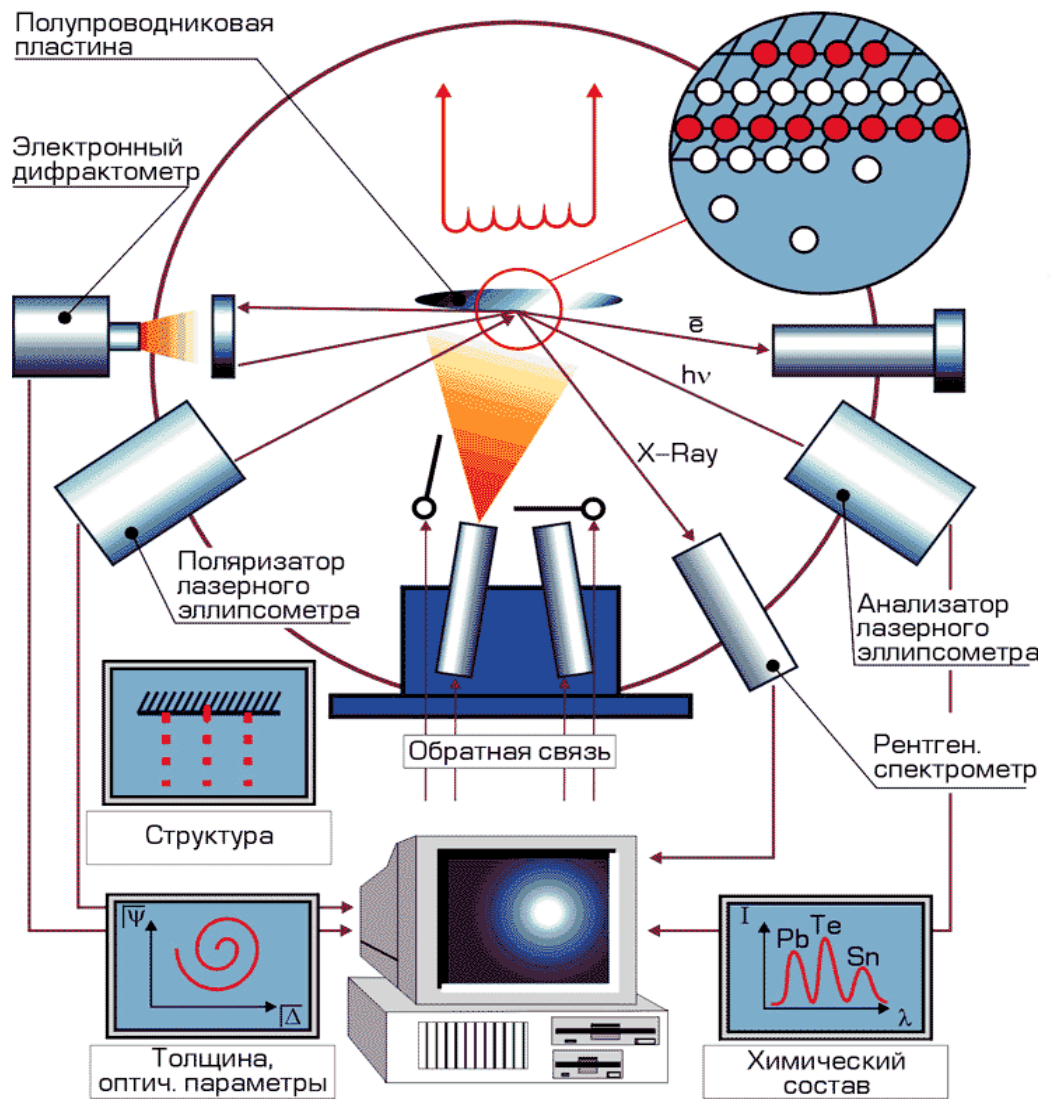 Полупроводниковая
пластина
Электронный
дифрактометр
e̅
hν
X–Ray
Поляризатор
лазерного
эллипсометра
Анализатор
лазерного
эллипсометра
Обратная связь
Рентген.
спектрометр
Структура
Ψ
Δ
Толщина,
оптич. параметры
I
Pb Te Sn
λ
Химический
состав